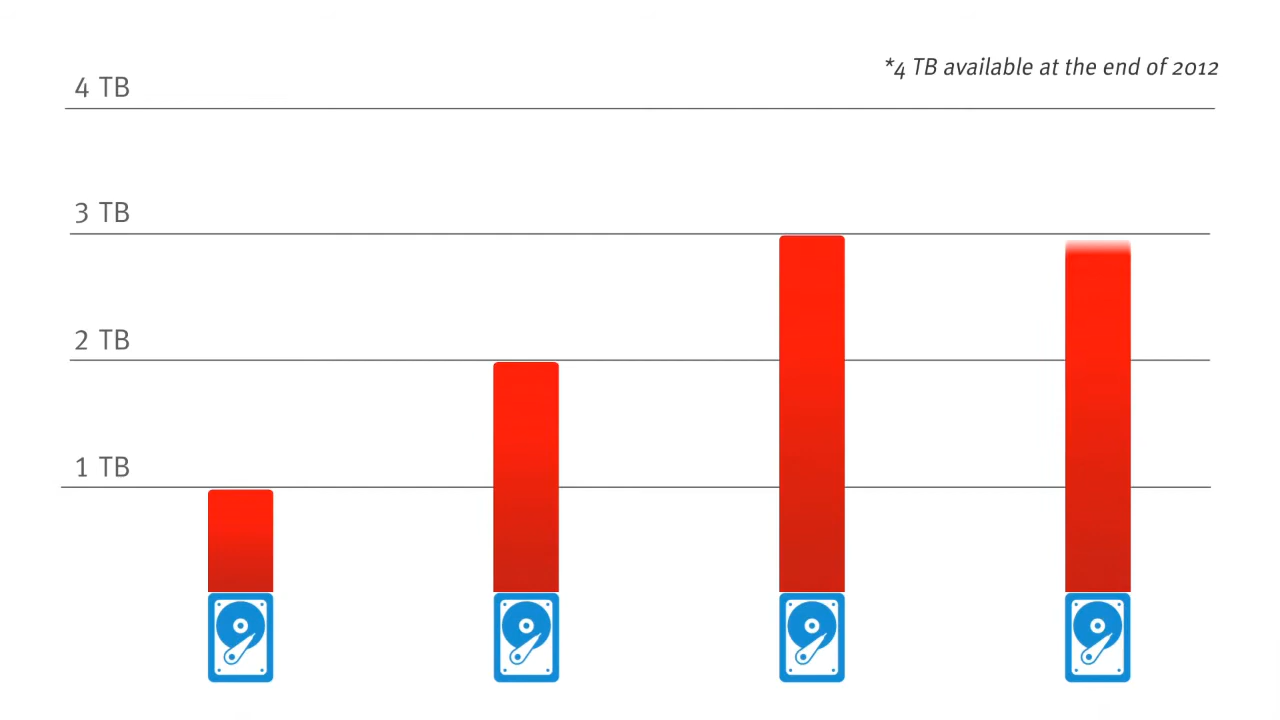 *4 TB available at the end of 2012
4 TB
3 TB
2 TB
1 TB